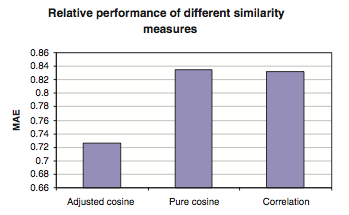 Relative performance of different similarity
measures
0.86
0.84
0.82
0.8
0.78
0.76
0.74
0.72
0.7
0.68
0.66
MAE
Adjusted cosine Pure cosine Correlation